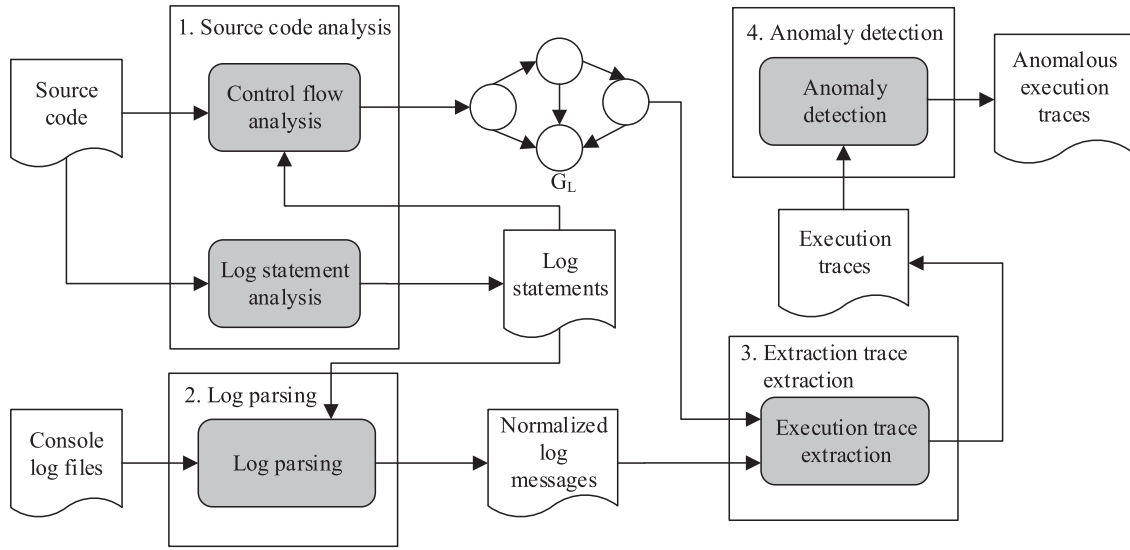 1. Source code analysis
Source
code
Control flow
analysis
G_L
Log statement
analysis
Log
statements
2. Log parsing
Console
log files
Log parsing
Normalized
log
messages
3. Extraction trace
extraction
Execution trace
extraction
Execution
traces
4. Anomaly detection
Anomaly
detection
Anomalous
execution
traces